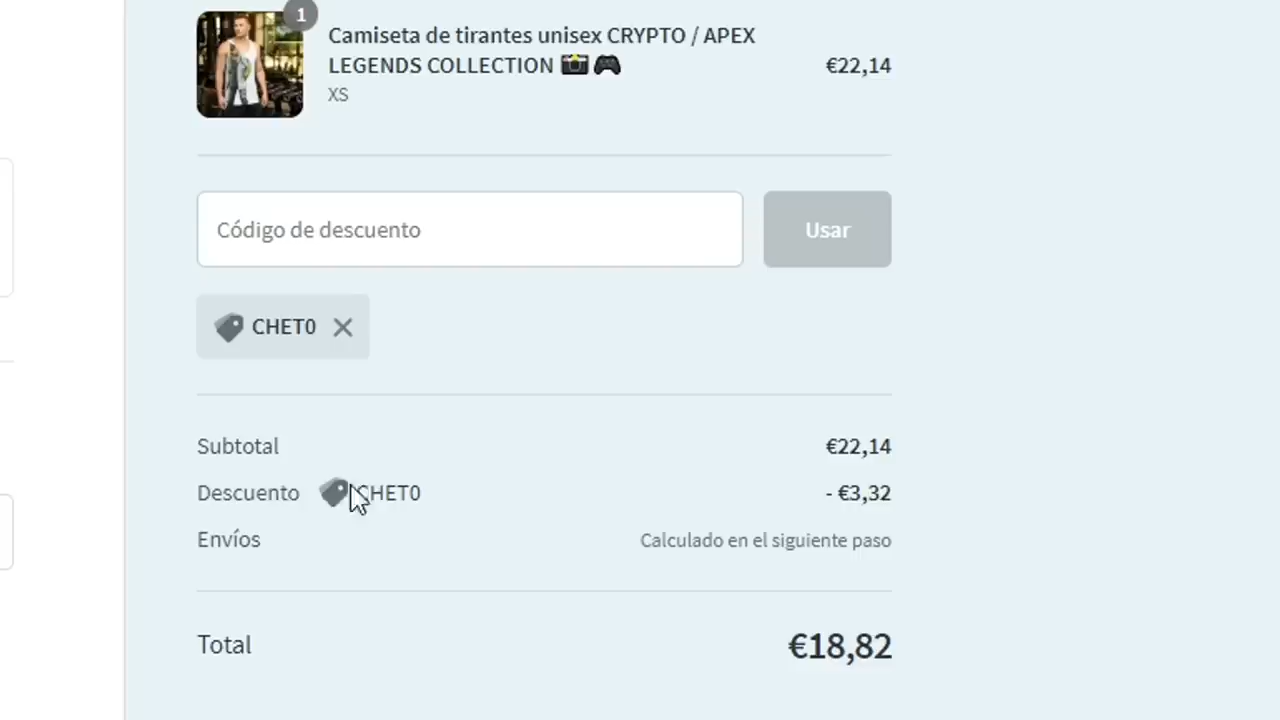 1
Camiseta de tirantes unisex CRYPTO / APEX
LEGENDS COLLECTION 📸 🎮
€22,14
XS
Código de descuento
Usar
CHET0
Subtotal
€22,14
Descuento
CHET0
- €3,32
Envíos
Calculado en el siguiente paso
Total
€18,82